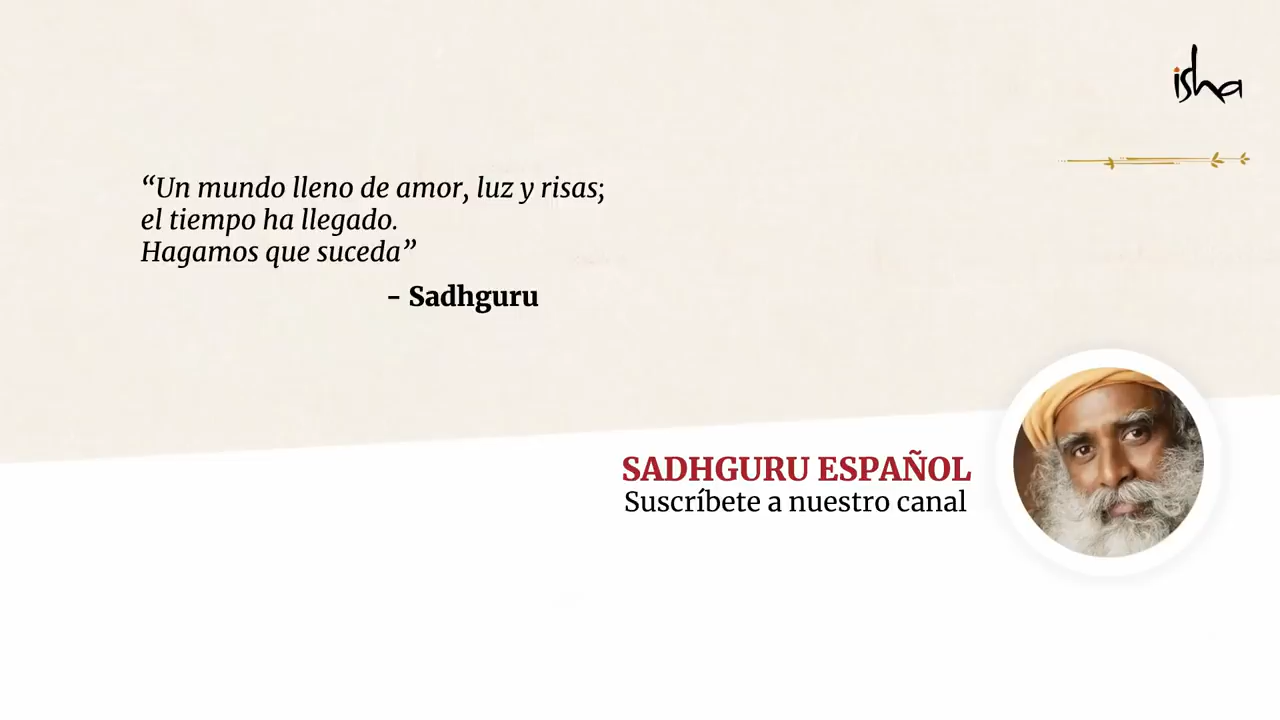 isha
“Un mundo lleno de amor, luz y risas;
el tiempo ha llegado.
Hagamos que suceda”
- Sadhguru
SADHGURU ESPAÑOL
Suscríbete a nuestro canal